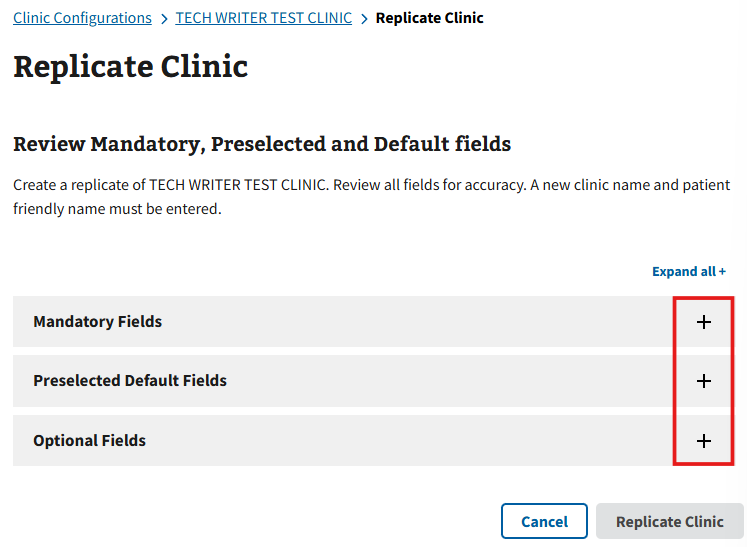 Clinic Configurations > TECH WRITER TEST CLINIC > Replicate Clinic
Replicate Clinic
Review Mandatory, Preselected and Default fields
Create a replicate of TECH WRITER TEST CLINIC. Review all fields for accuracy. A new clinic name and patient
friendly name must be entered.
Expand all +
Mandatory Fields +
Preselected Default Fields +
Optional Fields +
Cancel Replicate Clinic